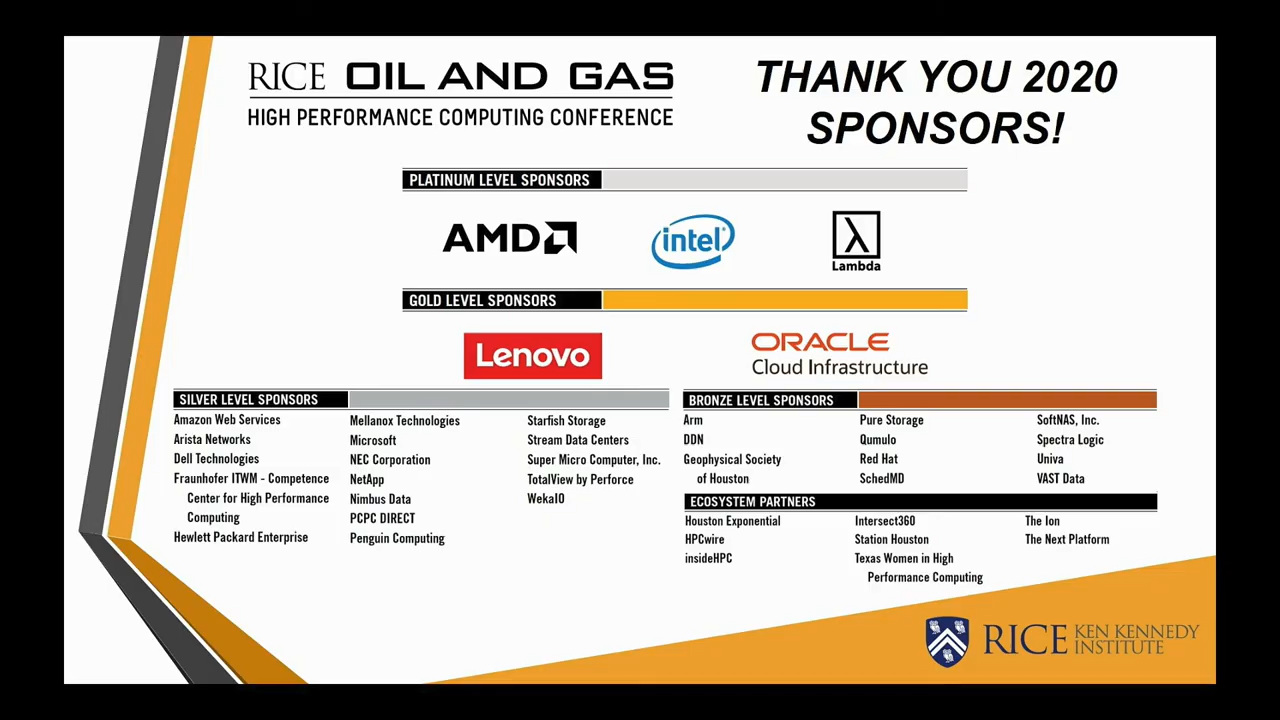 RICE OIL AND GAS
HIGH PERFORMANCE COMPUTING CONFERENCE
THANK YOU 2020
SPONSORS!
PLATINUM LEVEL SPONSORS
AMD
intel
Lambda
GOLD LEVEL SPONSORS
Lenovo
ORACLE
Cloud Infrastructure
SILVER LEVEL SPONSORS
Amazon Web Services
Arista Networks
Dell Technologies
Fraunhofer ITWM - Competence
Center for High Performance
Computing
Hewlett Packard Enterprise
Mellanox Technologies
Microsoft
NEC Corporation
NetApp
Nimbus Data
PCPC DIRECT
Penguin Computing
Starfish Storage
Stream Data Centers
Super Micro Computer, Inc.
TotalView by Perforce
WekaIO
BRONZE LEVEL SPONSORS
Arm
DDN
Geophysical Society
of Houston
Pure Storage
Qumulo
Red Hat
SchedMD
SoftNAS, Inc.
Spectra Logic
Univa
VAST Data
ECOSYSTEM PARTNERS
Houston Exponential
HPCwire
insideHPC
Intersect360
Station Houston
Texas Women in High
Performance Computing
The Ion
The Next Platform
RICE KEN KENNEDY
INSTITUTE